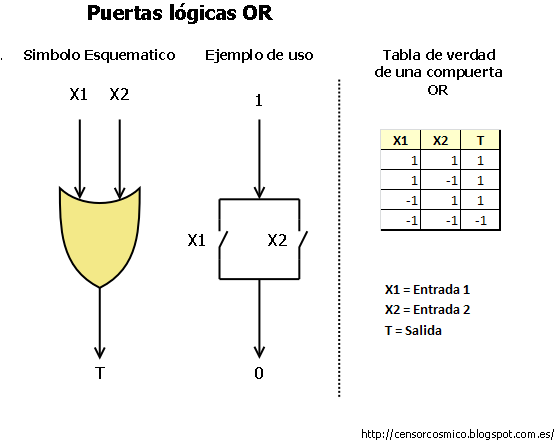 Puertas lógicas OR
. Simbolo Esquematico
Ejemplo de uso
Tabla de verdad
de una compuerta
OR
X1 X2
1
X1 X2 T
1 1 1
1 -1 1
-1 1 1
-1 -1 -1
X1
X2
X1 = Entrada 1
X2 = Entrada 2
T = Salida
T
0
http://censorcosmico.blogspot.com.es/